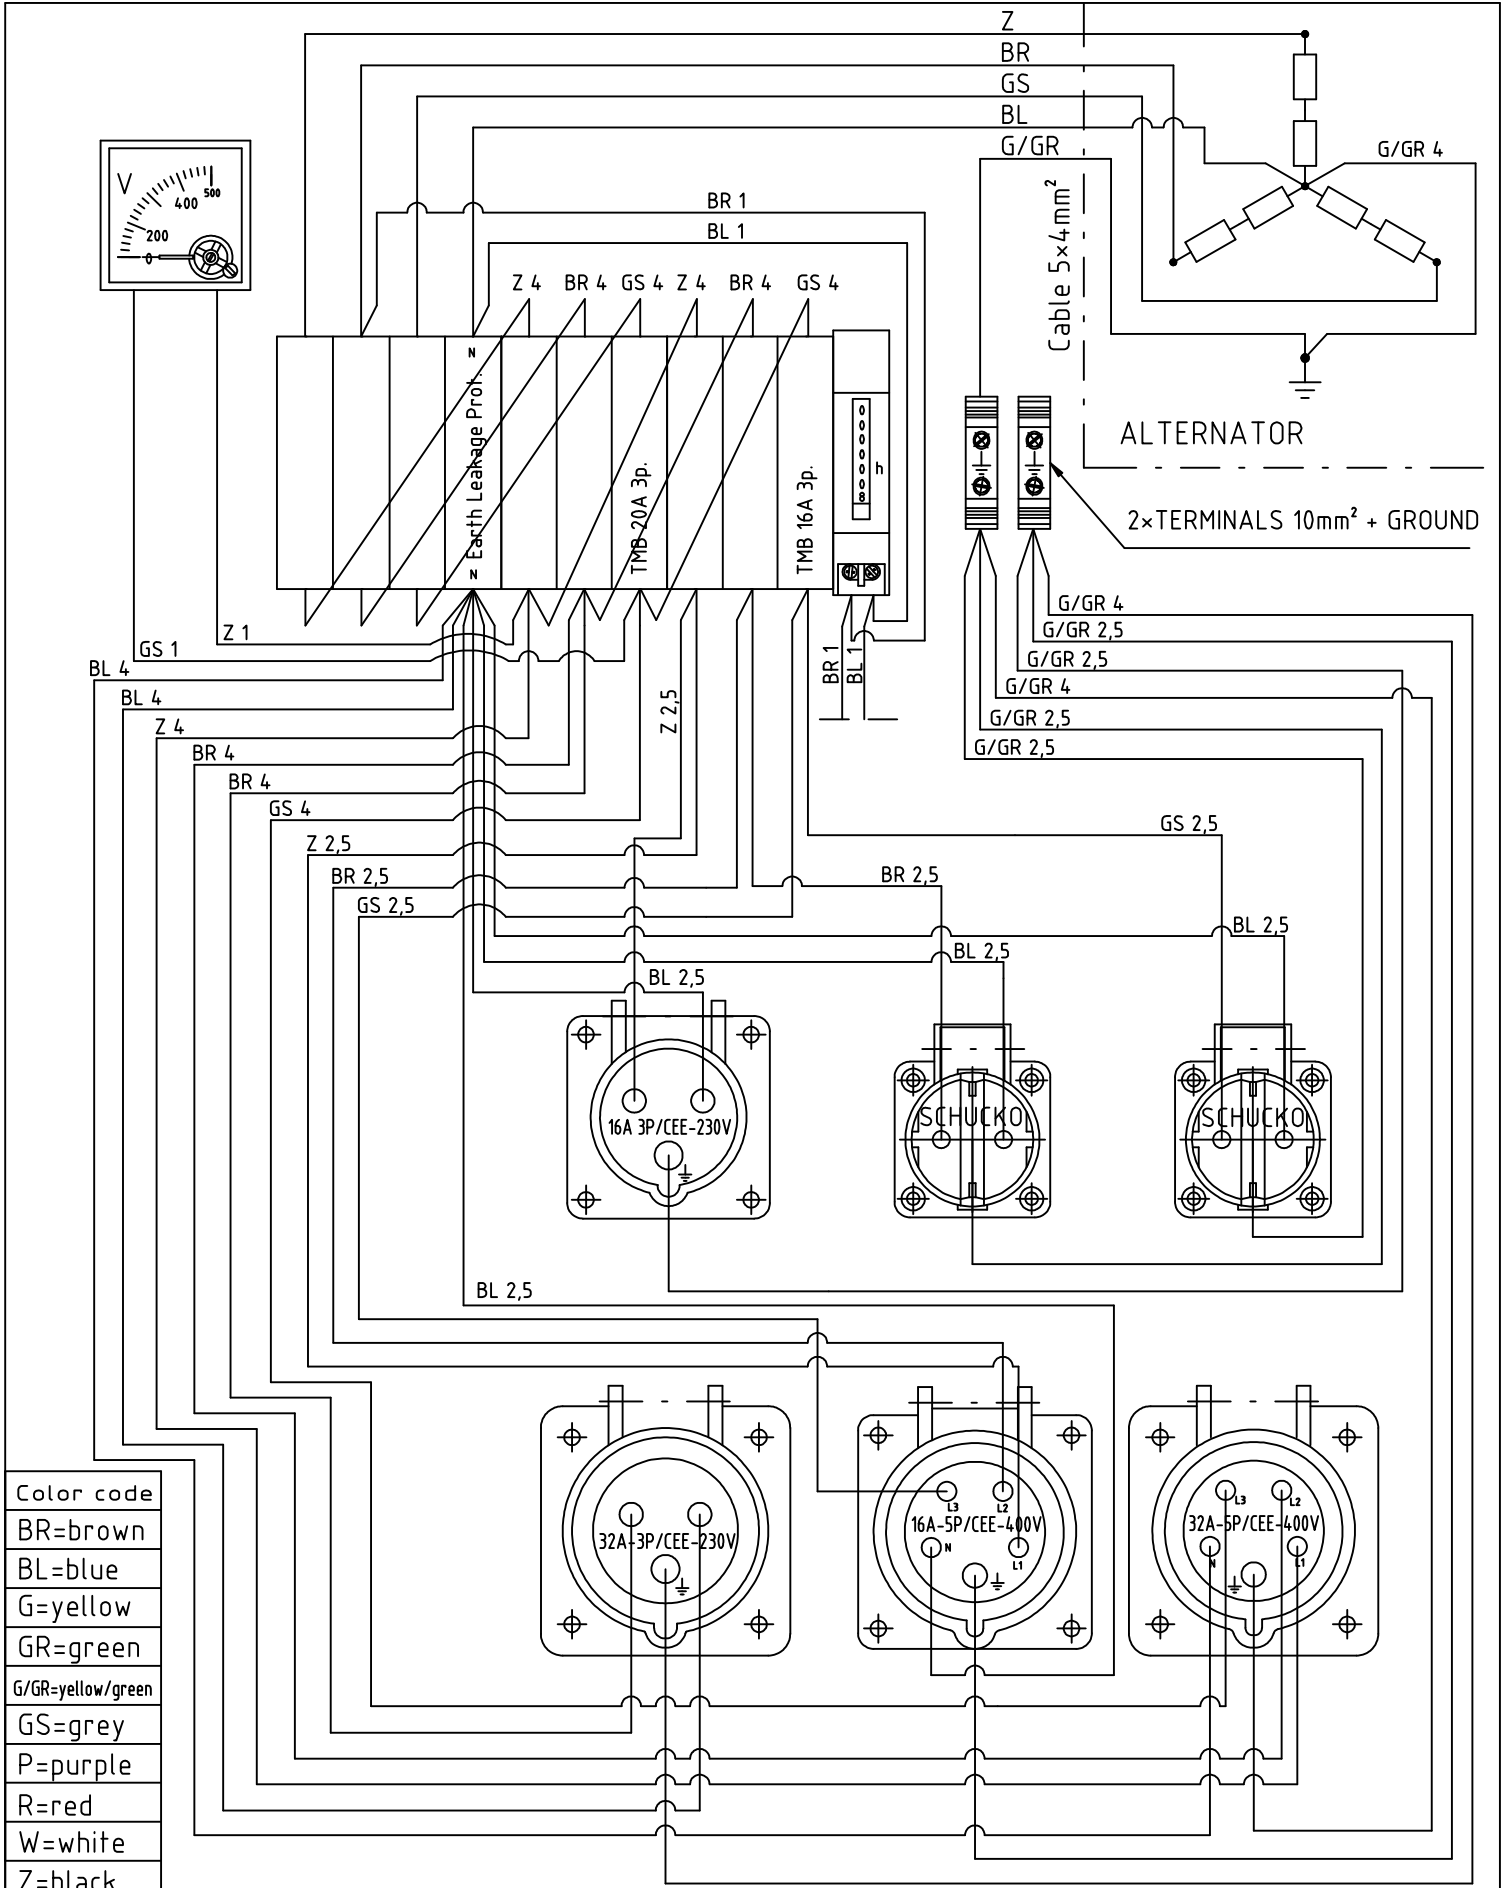 Z
BR
GS
BL
G/GR
G/GR 4
Cable 5×4mm²
V
0
200
400
500
BR 1
BL 1
Z 4
BR 4
GS 4
Z 4
BR 4
GS 4
N
Earth Leakage Prot.
N
TMB 20A 3p.
TMB 16A 3p.
0
0
0
0
0
0
8
h
ALTERNATOR
2×TERMINALS 10mm² + GROUND
Z 1
GS 1
BL 4
BL 4
Z 4
BR 4
BR 4
GS 4
Z 2,5
BR 2,5
GS 2,5
Z 2,5
BR 1
BL 1
G/GR 4
G/GR 2,5
G/GR 2,5
G/GR 4
G/GR 2,5
G/GR 2,5
GS 2,5
BR 2,5
BL 2,5
BL 2,5
BL 2,5
16A 3P/CEE-230V
SCHUCKO
SCHUCKO
BL 2,5
32A-3P/CEE-230V
L3
L2
16A-5P/CEE-400V
N
L1
L3
L2
32A-5P/CEE-400V
N
L1
Color code
BR=brown
BL=blue
G=yellow
GR=green
G/GR=yellow/green
GS=grey
P=purple
R=red
W=white
Z=black